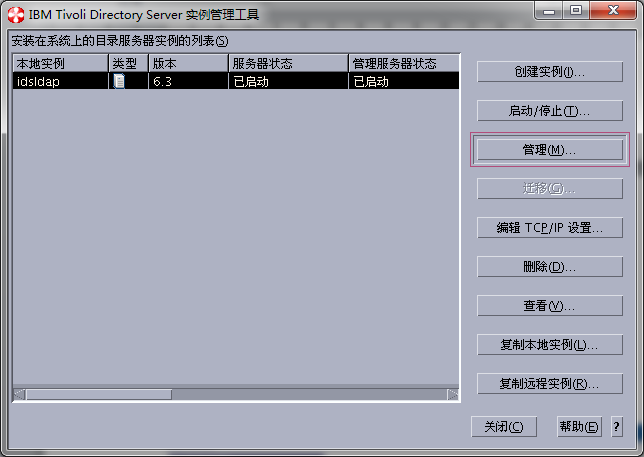 IBM Tivoli Directory Server 实例管理工具
安装在系统上的目录服务器实例的列表(S)
本地实例 类型 版本 服务器状态 管理服务器状态
idsldap 6.3 已启动 已启动
创建实例(I)...
启动/停止(T)...
管理(M)...
迁移(G)...
编辑 TCP/IP 设置...
删除(D)...
查看(V)...
复制本地实例(L)...
复制远程实例(R)...
关闭(C) 帮助(E) ?